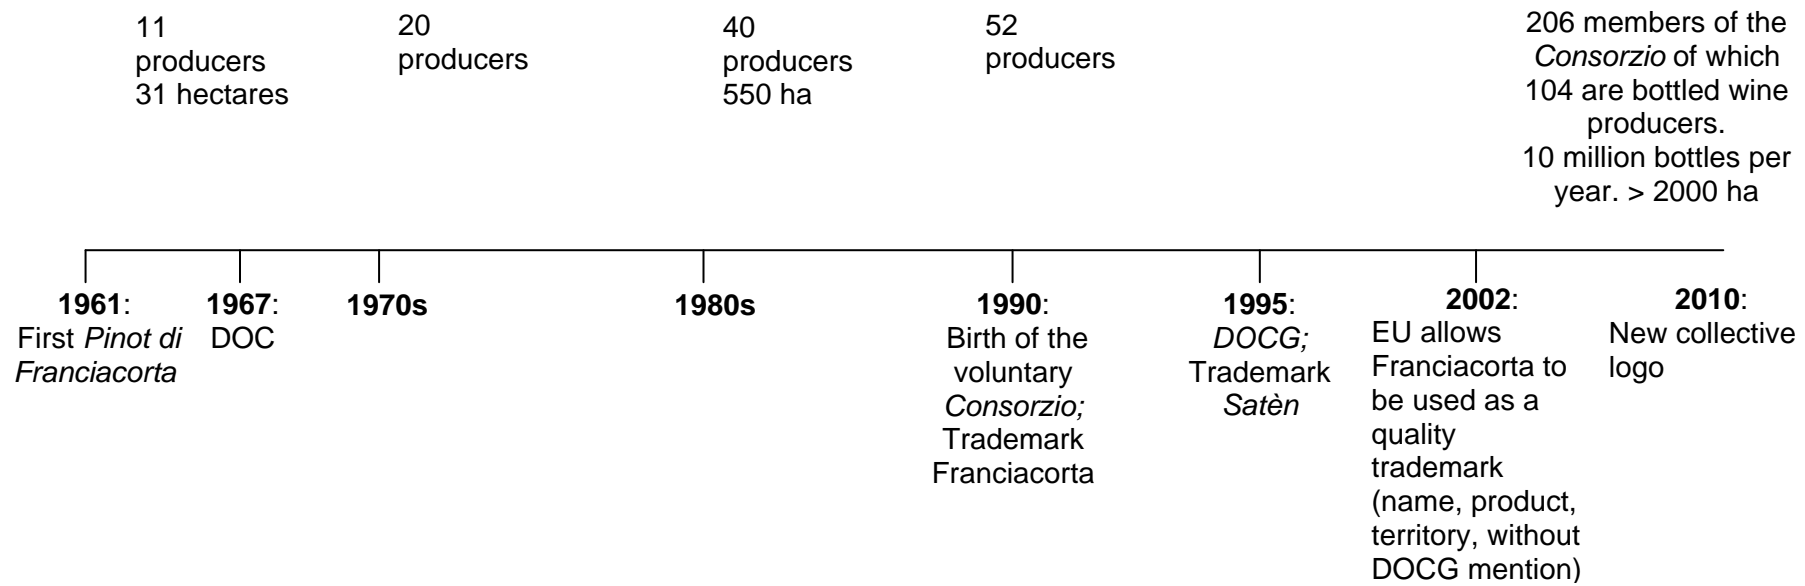 11
producers
31 hectares
20
producers
40
producers
550 ha
52
producers
206 members of the
Consorzio of which
104 are bottled wine
producers.
10 million bottles per
year. > 2000 ha
1961:
First Pinot di
Franciacorta
1967:
DOC
1970s
1980s
1990:
Birth of the
voluntary
Consorzio;
Trademark
Franciacorta
1995:
DOCG;
Trademark
Satèn
2002:
EU allows
Franciacorta to
be used as a
quality
trademark
(name, product,
territory, without
DOCG mention)
2010:
New collective
logo